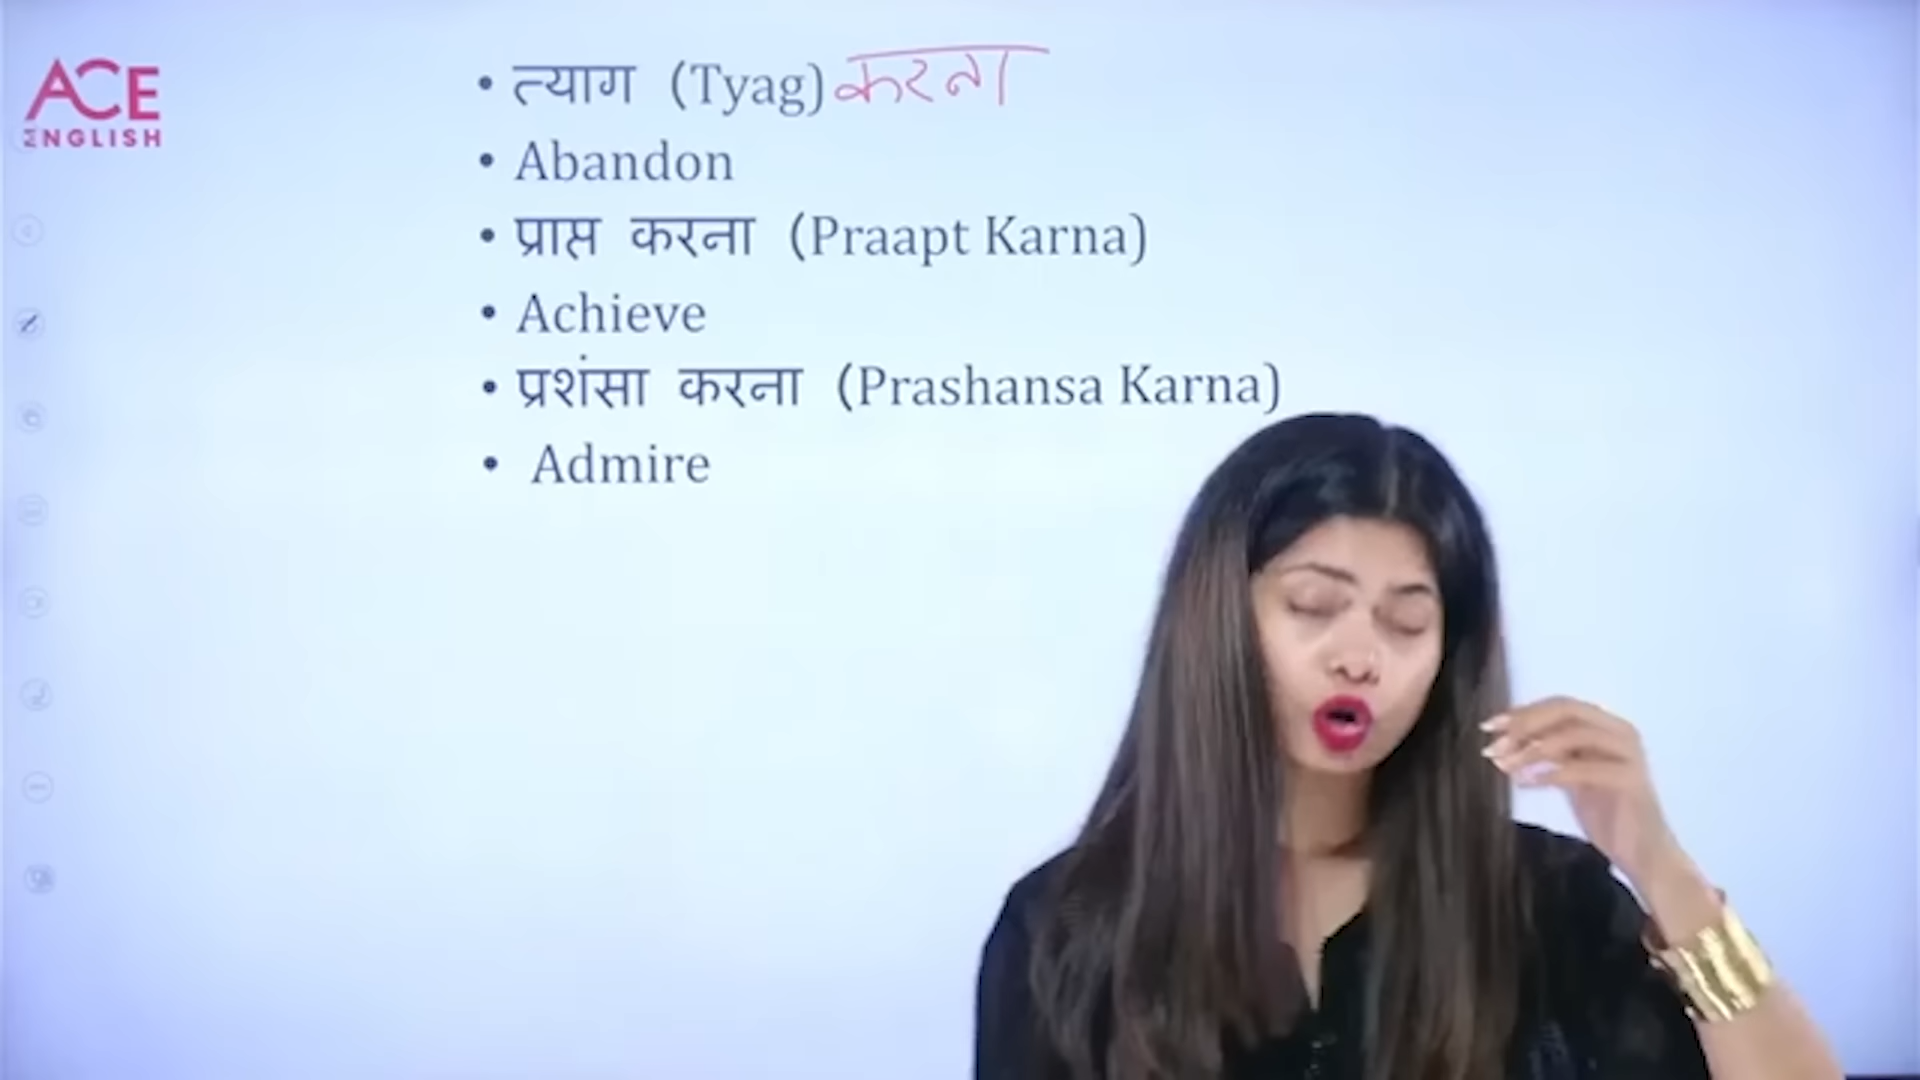 ACE
ENGLISH
• त्याग (Tyag) करना
• Abandon
• प्राप्त करना (Praapt Karna)
• Achieve
• प्रशंसा करना (Prashansa Karna)
• Admire